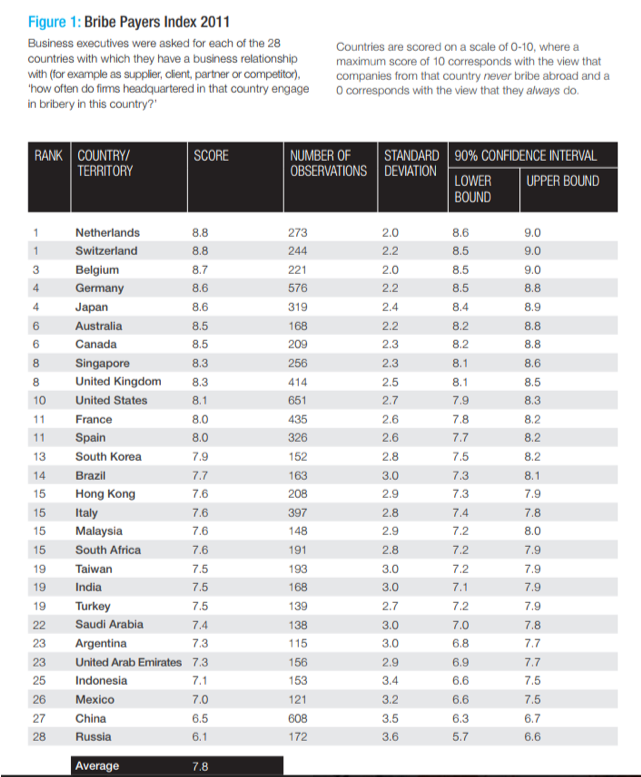 Figure 1: Bribe Payers Index 2011
Business executives were asked for each of the 28
countries with which they have a business relationship
with (for example as supplier, client, partner or competitor),
'how often do firms headquartered in that country engage
in bribery in this country?'
Countries are scored on a scale of 0-10, where a
maximum score of 10 corresponds with the view that
companies from that country never bribe abroad and a
0 corresponds with the view that they always do.
RANK COUNTRY/ TERRITORY SCORE NUMBER OF OBSERVATIONS STANDARD DEVIATION 90% CONFIDENCE INTERVAL
LOWER BOUND UPPER BOUND
1 Netherlands 8.8 273 2.0 8.6 9.0
1 Switzerland 8.8 244 2.2 8.5 9.0
3 Belgium 8.7 221 2.0 8.5 9.0
4 Germany 8.6 576 2.2 8.5 8.8
4 Japan 8.6 319 2.4 8.4 8.9
6 Australia 8.5 168 2.2 8.2 8.8
6 Canada 8.5 209 2.3 8.2 8.8
8 Singapore 8.3 256 2.3 8.1 8.6
8 United Kingdom 8.3 414 2.5 8.1 8.5
10 United States 8.1 651 2.7 7.9 8.3
11 France 8.0 435 2.6 7.8 8.2
11 Spain 8.0 326 2.6 7.7 8.2
13 South Korea 7.9 152 2.8 7.5 8.2
14 Brazil 7.7 163 3.0 7.3 8.1
15 Hong Kong 7.6 208 2.9 7.3 7.9
15 Italy 7.6 397 2.8 7.4 7.8
15 Malaysia 7.6 148 2.9 7.2 8.0
15 South Africa 7.6 191 2.8 7.2 7.9
19 Taiwan 7.5 193 3.0 7.2 7.9
19 India 7.5 168 3.0 7.1 7.9
19 Turkey 7.5 139 2.7 7.2 7.9
22 Saudi Arabia 7.4 138 3.0 7.0 7.8
23 Argentina 7.3 115 3.0 6.8 7.7
23 United Arab Emirates 7.3 156 2.9 6.9 7.7
25 Indonesia 7.1 153 3.4 6.6 7.5
26 Mexico 7.0 121 3.2 6.6 7.5
27 China 6.5 608 3.5 6.3 6.7
28 Russia 6.1 172 3.6 5.7 6.6
Average 7.8